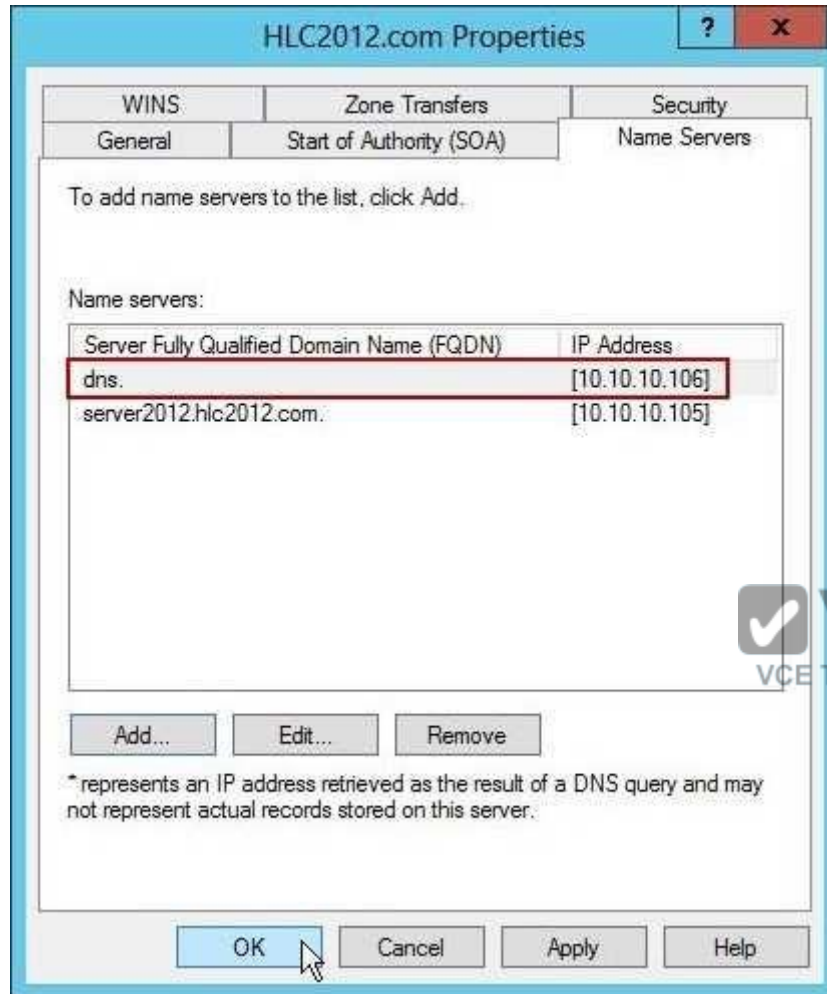 HLC2012.com Properties
?
x
WINS
Zone Transfers
Security
General
Start of Authority (SOA)
Name Servers
To add name servers to the list, click Add.
Name servers:
Server Fully Qualified Domain Name (FQDN) IP Address
dns. [10.10.10.106]
server2012.hlc2012.com. [10.10.10.105]
VCE
Add... Edit... Remove
* represents an IP address retrieved as the result of a DNS query and may
not represent actual records stored on this server.
OK Cancel Apply Help